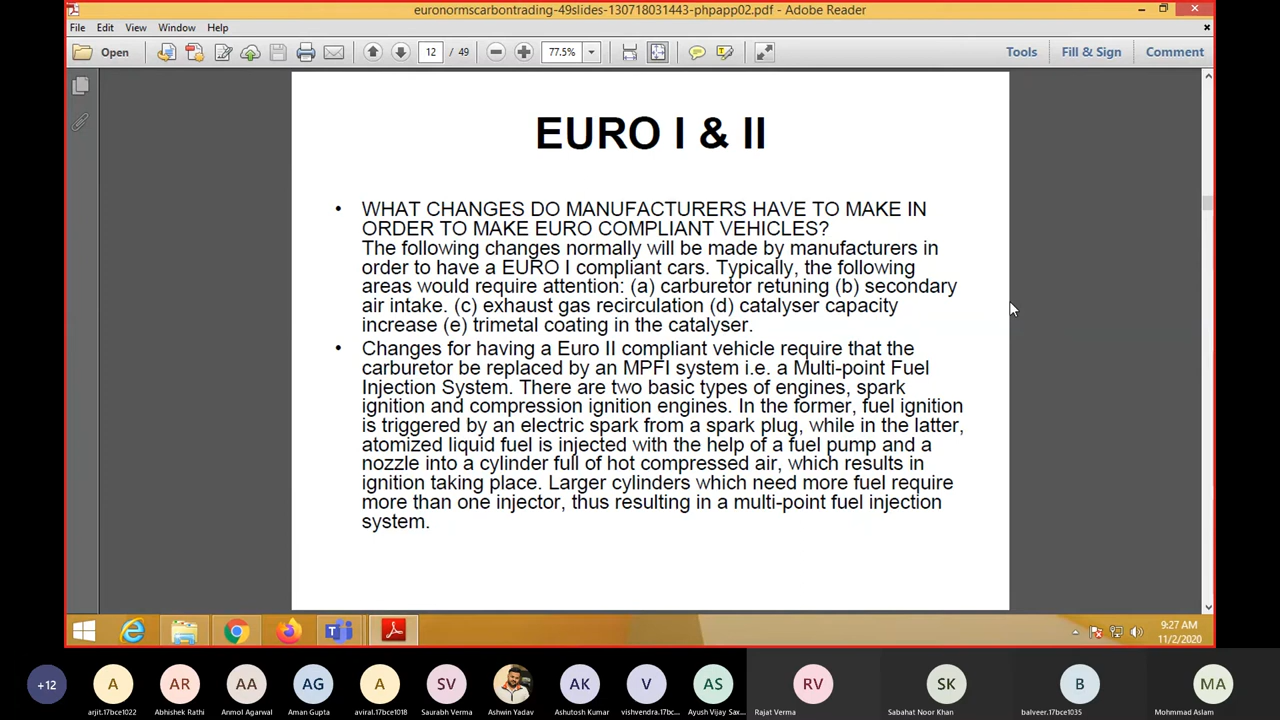 euronormscarbontrading-49slides-130718031443-phpapp02.pdf - Adobe Reader
File Edit View Window Help
Open 12 / 49 77.5% Tools Fill & Sign Comment
EURO I & II
• WHAT CHANGES DO MANUFACTURERS HAVE TO MAKE IN
ORDER TO MAKE EURO COMPLIANT VEHICLES?
The following changes normally will be made by manufacturers in
order to have a EURO I compliant cars. Typically, the following
areas would require attention: (a) carburetor retuning (b) secondary
air intake. (c) exhaust gas recirculation (d) catalyser capacity
increase (e) trimetal coating in the catalyser.
• Changes for having a Euro II compliant vehicle require that the
carburetor be replaced by an MPFI system i.e. a Multi-point Fuel
Injection System. There are two basic types of engines, spark
ignition and compression ignition engines. In the former, fuel ignition
is triggered by an electric spark from a spark plug, while in the latter,
atomized liquid fuel is injected with the help of a fuel pump and a
nozzle into a cylinder full of hot compressed air, which results in
ignition taking place. Larger cylinders which need more fuel require
more than one injector, thus resulting in a multi-point fuel injection
system.
9:27 AM
11/2/2020
+12 A AR AA AG A SV AK V AS RV SK B MA
arjit.17bce1022 Abhishek Rathi Anmol Agarwal Aman Gupta aviral.17bce1018 Saurabh Verma Ashwin Yadav Ashutosh Kumar vishvendra.17bc... Ayush Vijay Sax... Rajat Verma Sabahat Noor Khan balveer.17bce1035 Mohmmad Aslam